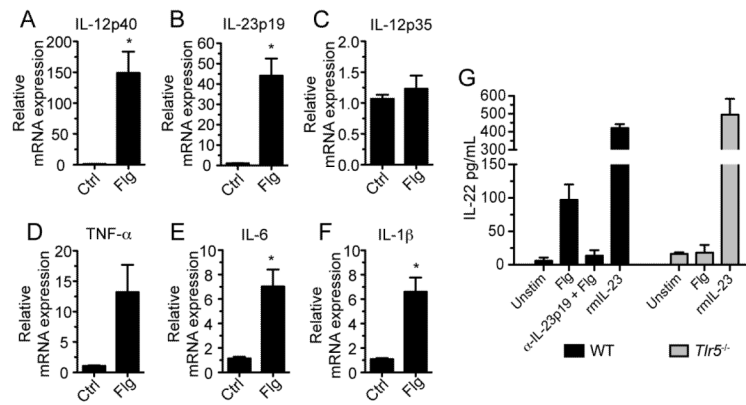 A
IL-12p40
Relative
mRNA expression
200
150
100
50
25
0
*
Ctrl
Flg
B
IL-23p19
Relative
mRNA expression
60
50
40
30
20
10
0
*
Ctrl
Flg
C
IL-12p35
Relative
mRNA expression
2.0
1.5
1.0
0.5
0.0
Ctrl
Flg
D
TNF-α
Relative
mRNA expression
20
15
10
5
0
Ctrl
Flg
E
IL-6
Relative
mRNA expression
10
8
6
4
2
0
*
Ctrl
Flg
F
IL-1β
Relative
mRNA expression
10
8
6
4
2
0
*
Ctrl
Flg
G
IL-22 pg/mL
600
500
400
300
150
100
50
0
Unstim
Flg
α-IL-23p19 + Flg
rmIL-23
Unstim
Flg
rmIL-23
WT
Tlr5-/-